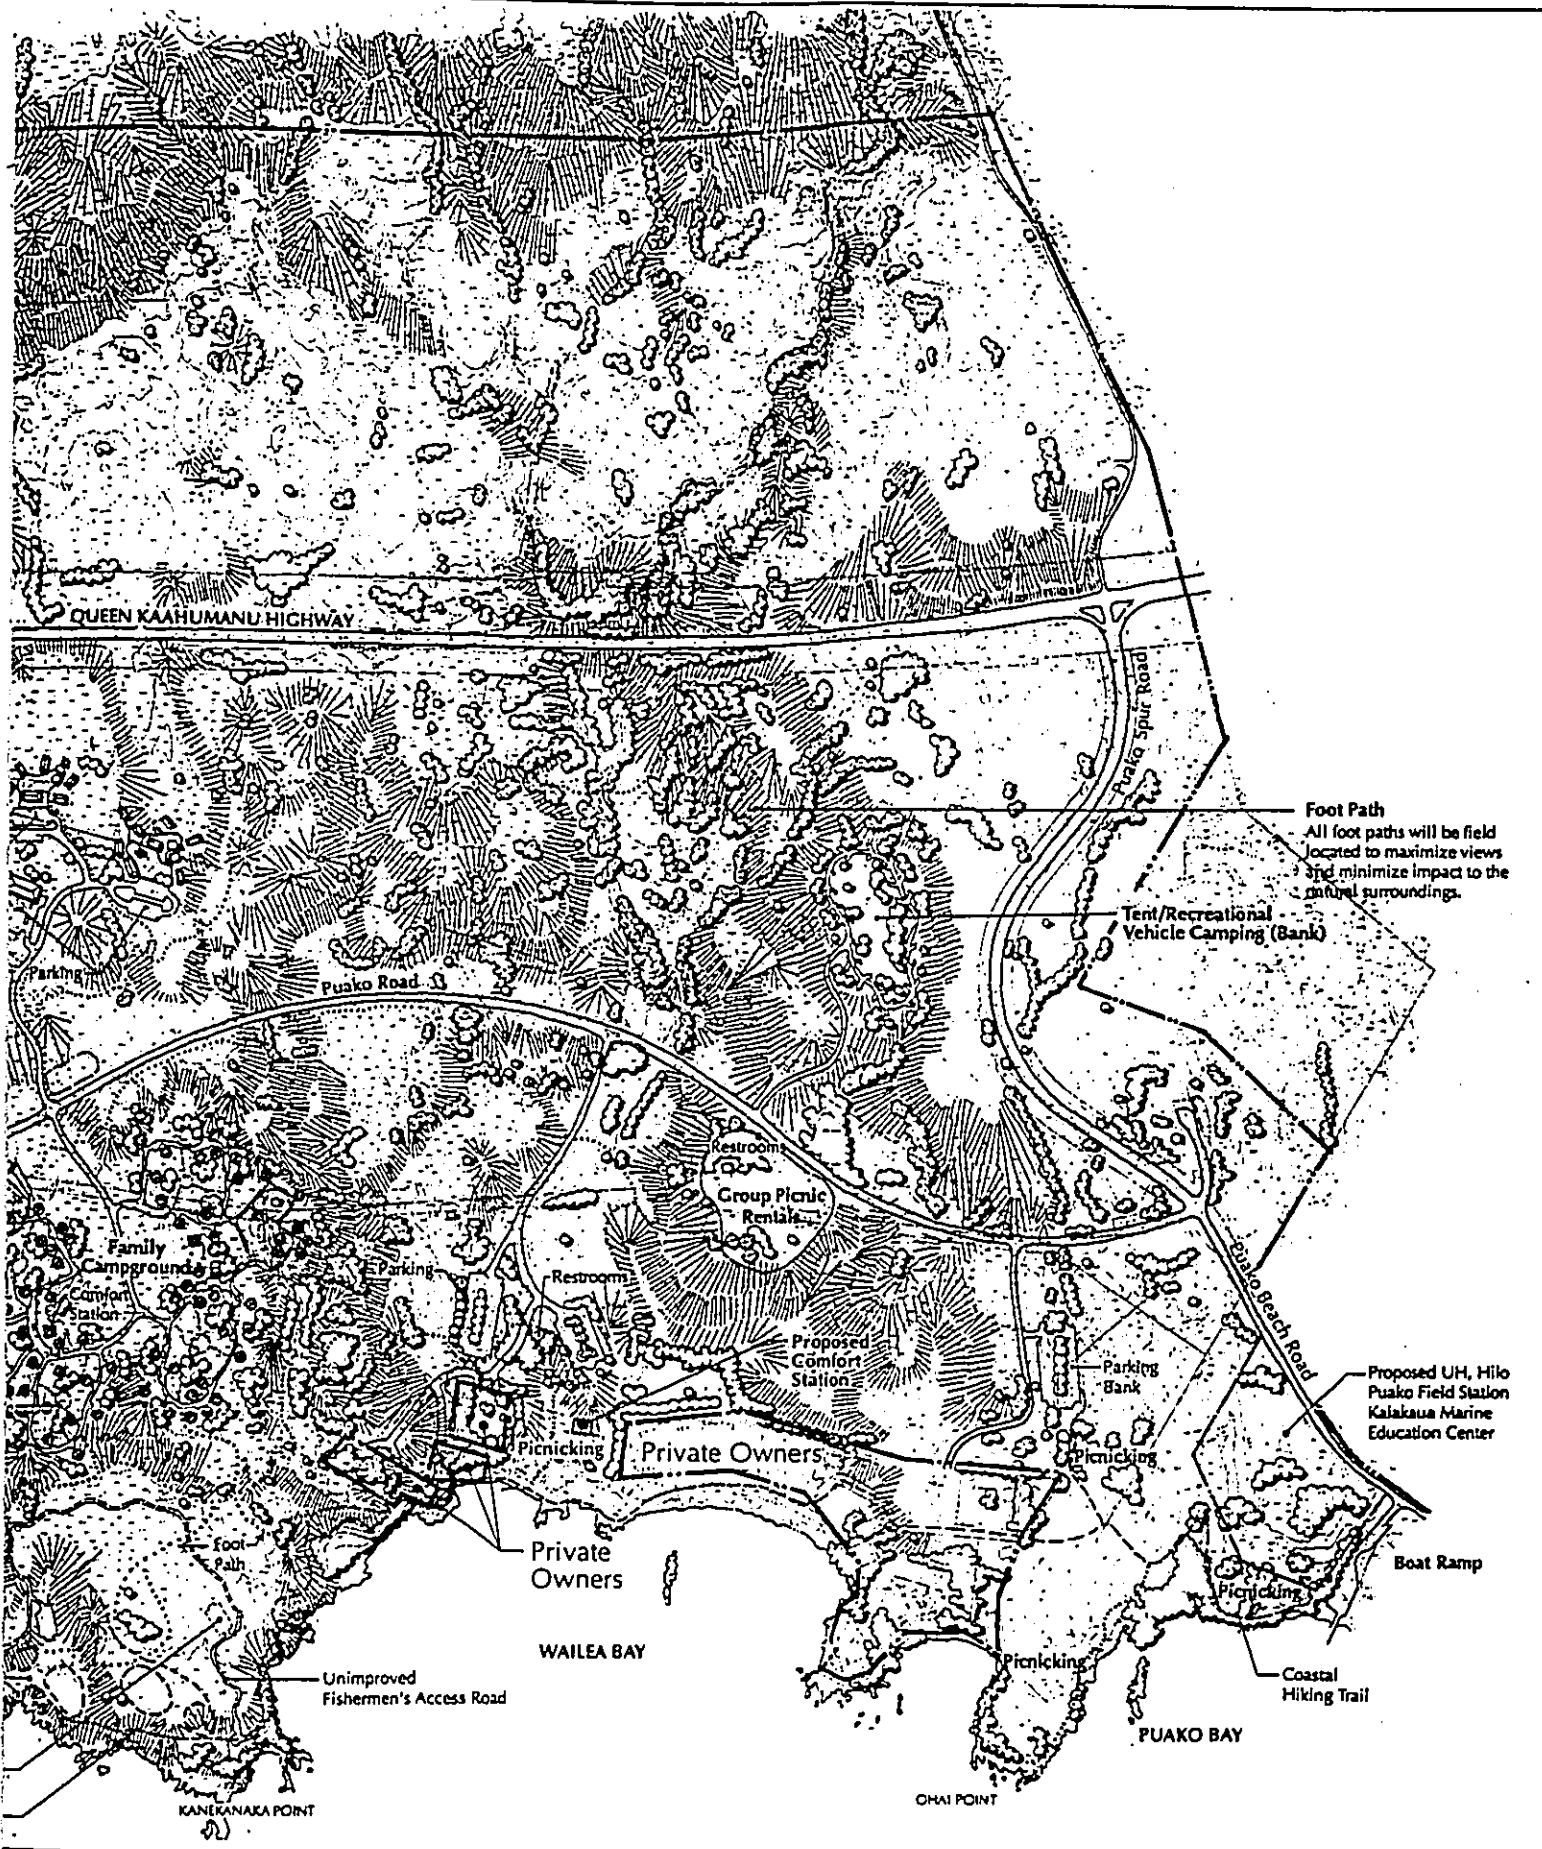 QUEEN KAAHUMANU HIGHWAY
Puako Spur Road
Foot Path
All foot paths will be field
located to maximize views
and minimize impact to the
natural surroundings.
Tent/Recreational
Vehicle Camping (Bank)
Parking
Puako Road
Restrooms
Group Picnic
Rentals
Family
Campground
Comfort
Station
Parking
Restrooms
Puako Beach Road
Proposed
Comfort
Station
Parking
Bank
Proposed UH, Hilo
Puako Field Station
Kalakaua Marine
Education Center
Picnicking
Private Owners
Picnicking
Foot
Path
Private
Owners
Boat Ramp
Picnicking
WAILEA BAY
Picnicking
Unimproved
Fishermen's Access Road
Coastal
Hiking Trail
PUAKO BAY
KANEKANAKA POINT
OHAI POINT